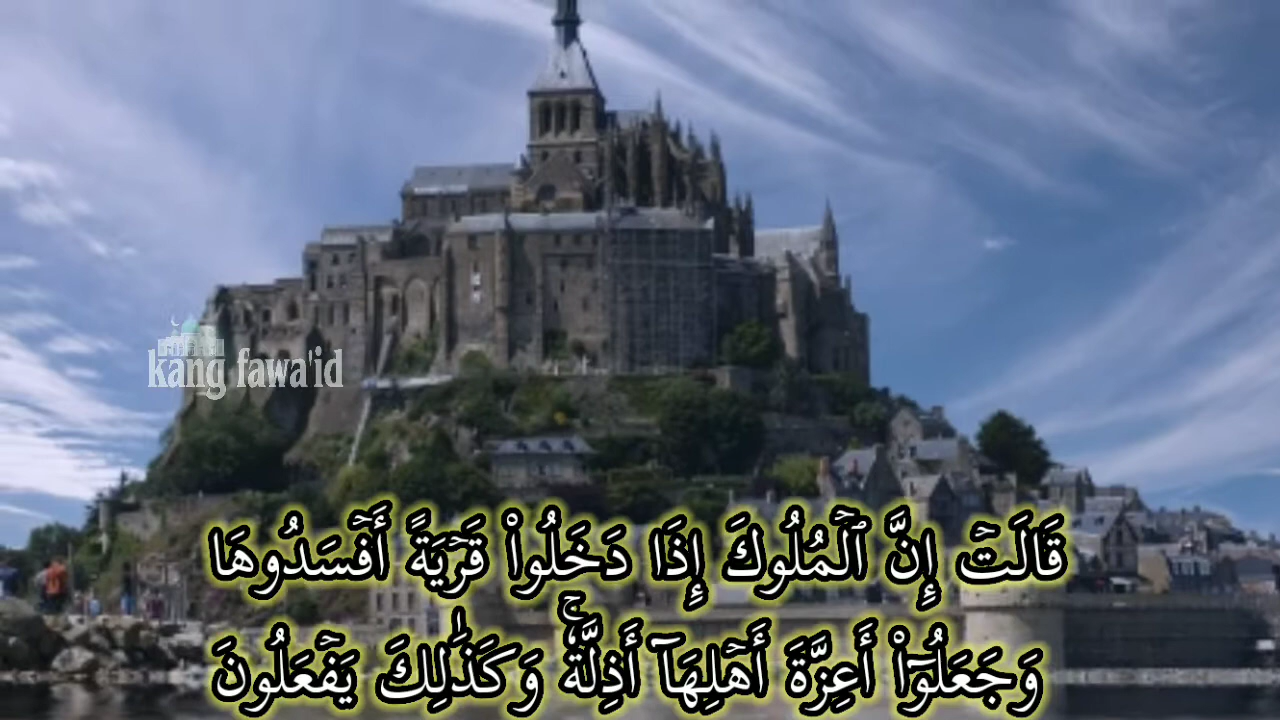 kang fawa'id
قَالَتْ إِنَّ ٱلْمُلُوكَ إِذَا دَخَلُوا۟ قَرْيَةً أَفْسَدُوهَا
وَجَعَلُوٓا۟ أَعِزَّةَ أَهْلِهَآ أَذِلَّةً ۚ وَكَذَٰلِكَ يَفْعَلُونَ